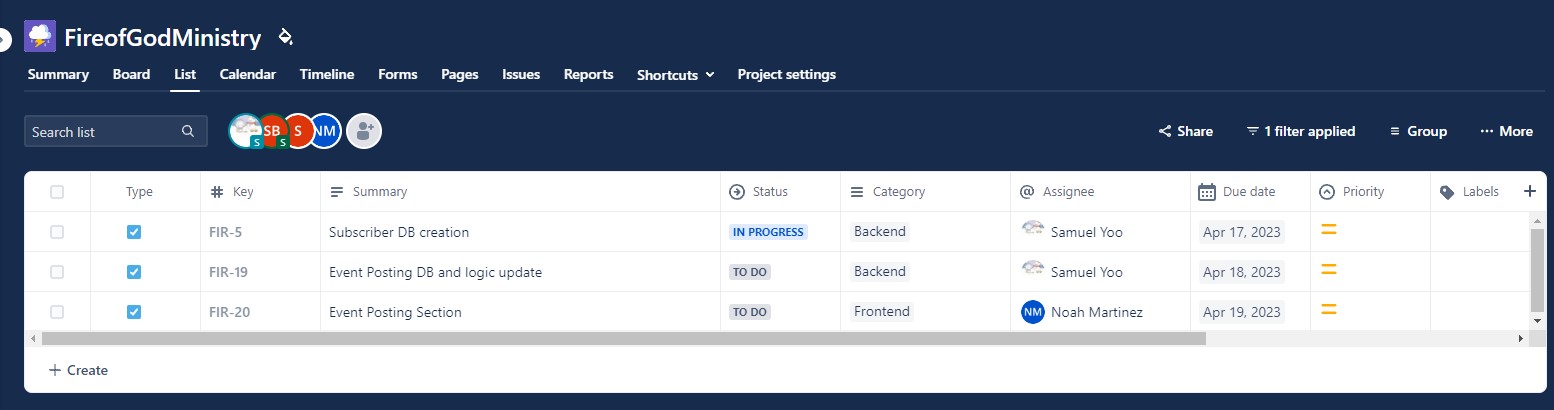 FireofGodMinistry
Summary Board List Calendar Timeline Forms Pages Issues Reports Shortcuts Project settings
Search list S SB S S NM Share 1 filter applied Group More
Type Key Summary Status Category Assignee Due date Priority Labels
FIR-5 Subscriber DB creation IN PROGRESS Backend Samuel Yoo Apr 17, 2023
FIR-19 Event Posting DB and logic update TO DO Backend Samuel Yoo Apr 18, 2023
FIR-20 Event Posting Section TO DO Frontend NM Noah Martinez Apr 19, 2023
+ Create